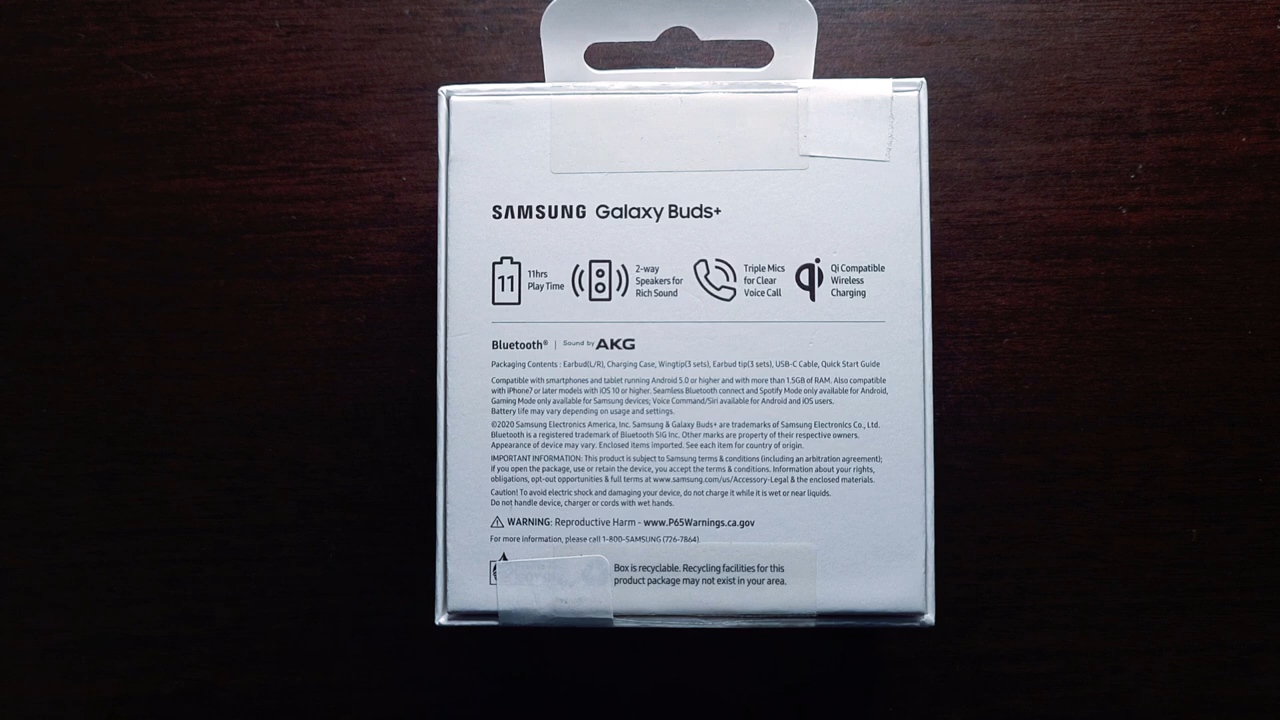 SAMSUNG Galaxy Buds+
11
11hrs
Play Time
2-way
Speakers for
Rich Sound
Triple Mics
for Clear
Voice Call
qi
Qi Compatible
Wireless
Charging
Bluetooth® | Sound by AKG
Packaging Contents : Earbud(L/R), Charging Case, Wingtip(3 sets), Earbud tip(3 sets), USB-C Cable, Quick Start Guide
Compatible with smartphones and tablet running Android 5.0 or higher and with more than 1.5GB of RAM. Also compatible
with iPhone7 or later models with iOS 10 or higher. Seamless Bluetooth connect and Spotify Mode only available for Android,
Gaming Mode only available for Samsung devices; Voice Command/Siri available for Android and iOS users.
Battery life may vary depending on usage and settings.
©2020 Samsung Electronics America, Inc. Samsung & Galaxy Buds+ are trademarks of Samsung Electronics Co., Ltd.
Bluetooth is a registered trademark of Bluetooth SIG Inc. Other marks are property of their respective owners.
Appearance of device may vary. Enclosed items imported. See each item for country of origin.
IMPORTANT INFORMATION: This product is subject to Samsung terms & conditions (including an arbitration agreement);
if you open the package, use or retain the device, you accept the terms & conditions. Information about your rights,
obligations, opt-out opportunities & full terms at www.samsung.com/us/Accessory-Legal & the enclosed materials.
Caution! To avoid electric shock and damaging your device, do not charge it while it is wet or near liquids.
Do not handle device, charger or cords with wet hands.
WARNING: Reproductive Harm - www.P65Warnings.ca.gov
For more information, please call 1-800-SAMSUNG (726-7864)
Box is recyclable. Recycling facilities for this
product package may not exist in your area.